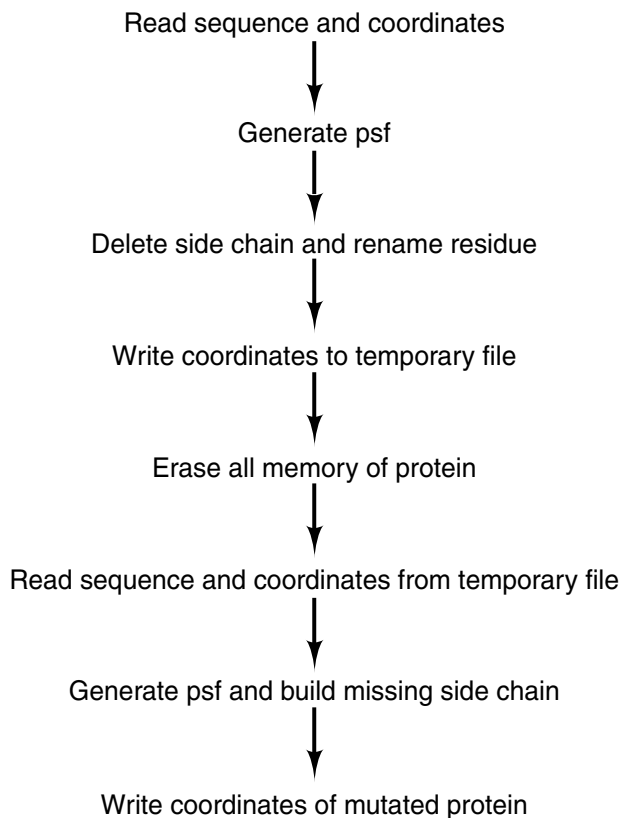 Read sequence and coordinates
Generate psf
Delete side chain and rename residue
Write coordinates to temporary file
Erase all memory of protein
Read sequence and coordinates from temporary file
Generate psf and build missing side chain
Write coordinates of mutated protein